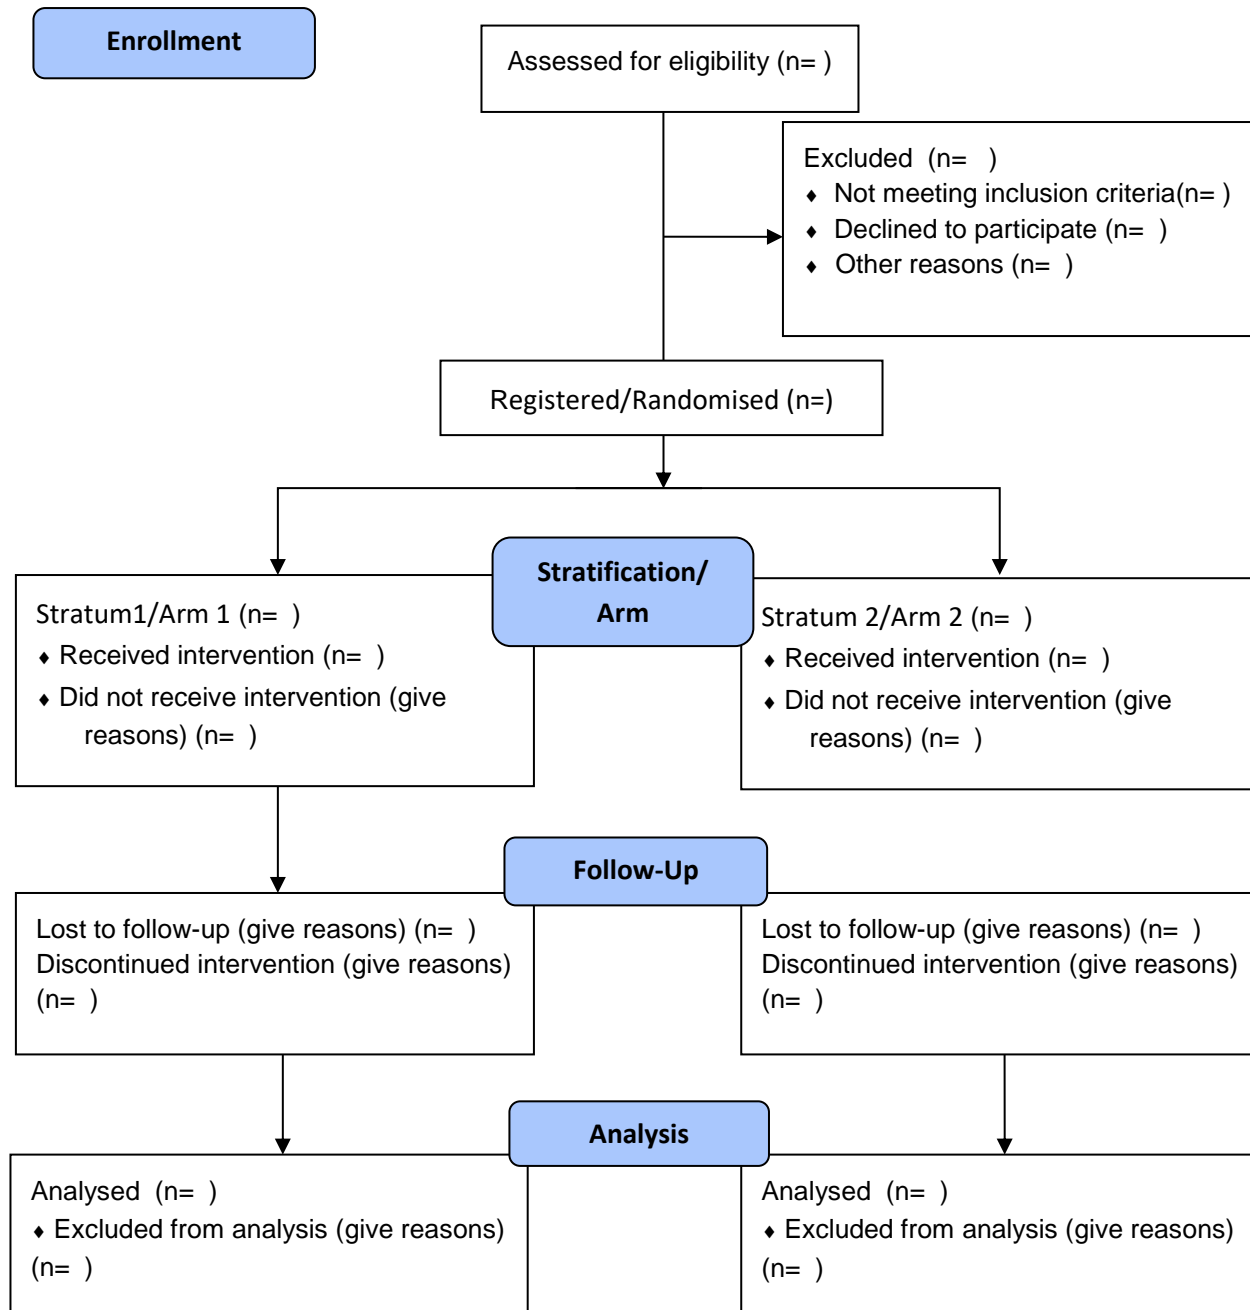 Enrollment
Assessed for eligibility (n= )
Excluded  (n=  )
♦ Not meeting inclusion criteria(n= )
♦ Declined to participate (n=  )
♦ Other reasons (n=  )
Registered/Randomised (n=)
Stratification/
Arm
Stratum1/Arm 1 (n=  )
♦ Received intervention (n=  )
♦ Did not receive intervention (give
reasons) (n=  )
Stratum 2/Arm 2 (n=  )
♦ Received intervention (n=  )
♦ Did not receive intervention (give
reasons) (n=  )
Follow-Up
Lost to follow-up (give reasons) (n=  )
Discontinued intervention (give reasons)
(n=  )
Lost to follow-up (give reasons) (n=  )
Discontinued intervention (give reasons)
(n=  )
Analysis
Analysed  (n=  )
♦ Excluded from analysis (give reasons)
(n=  )
Analysed  (n=  )
♦ Excluded from analysis (give reasons)
(n=  )